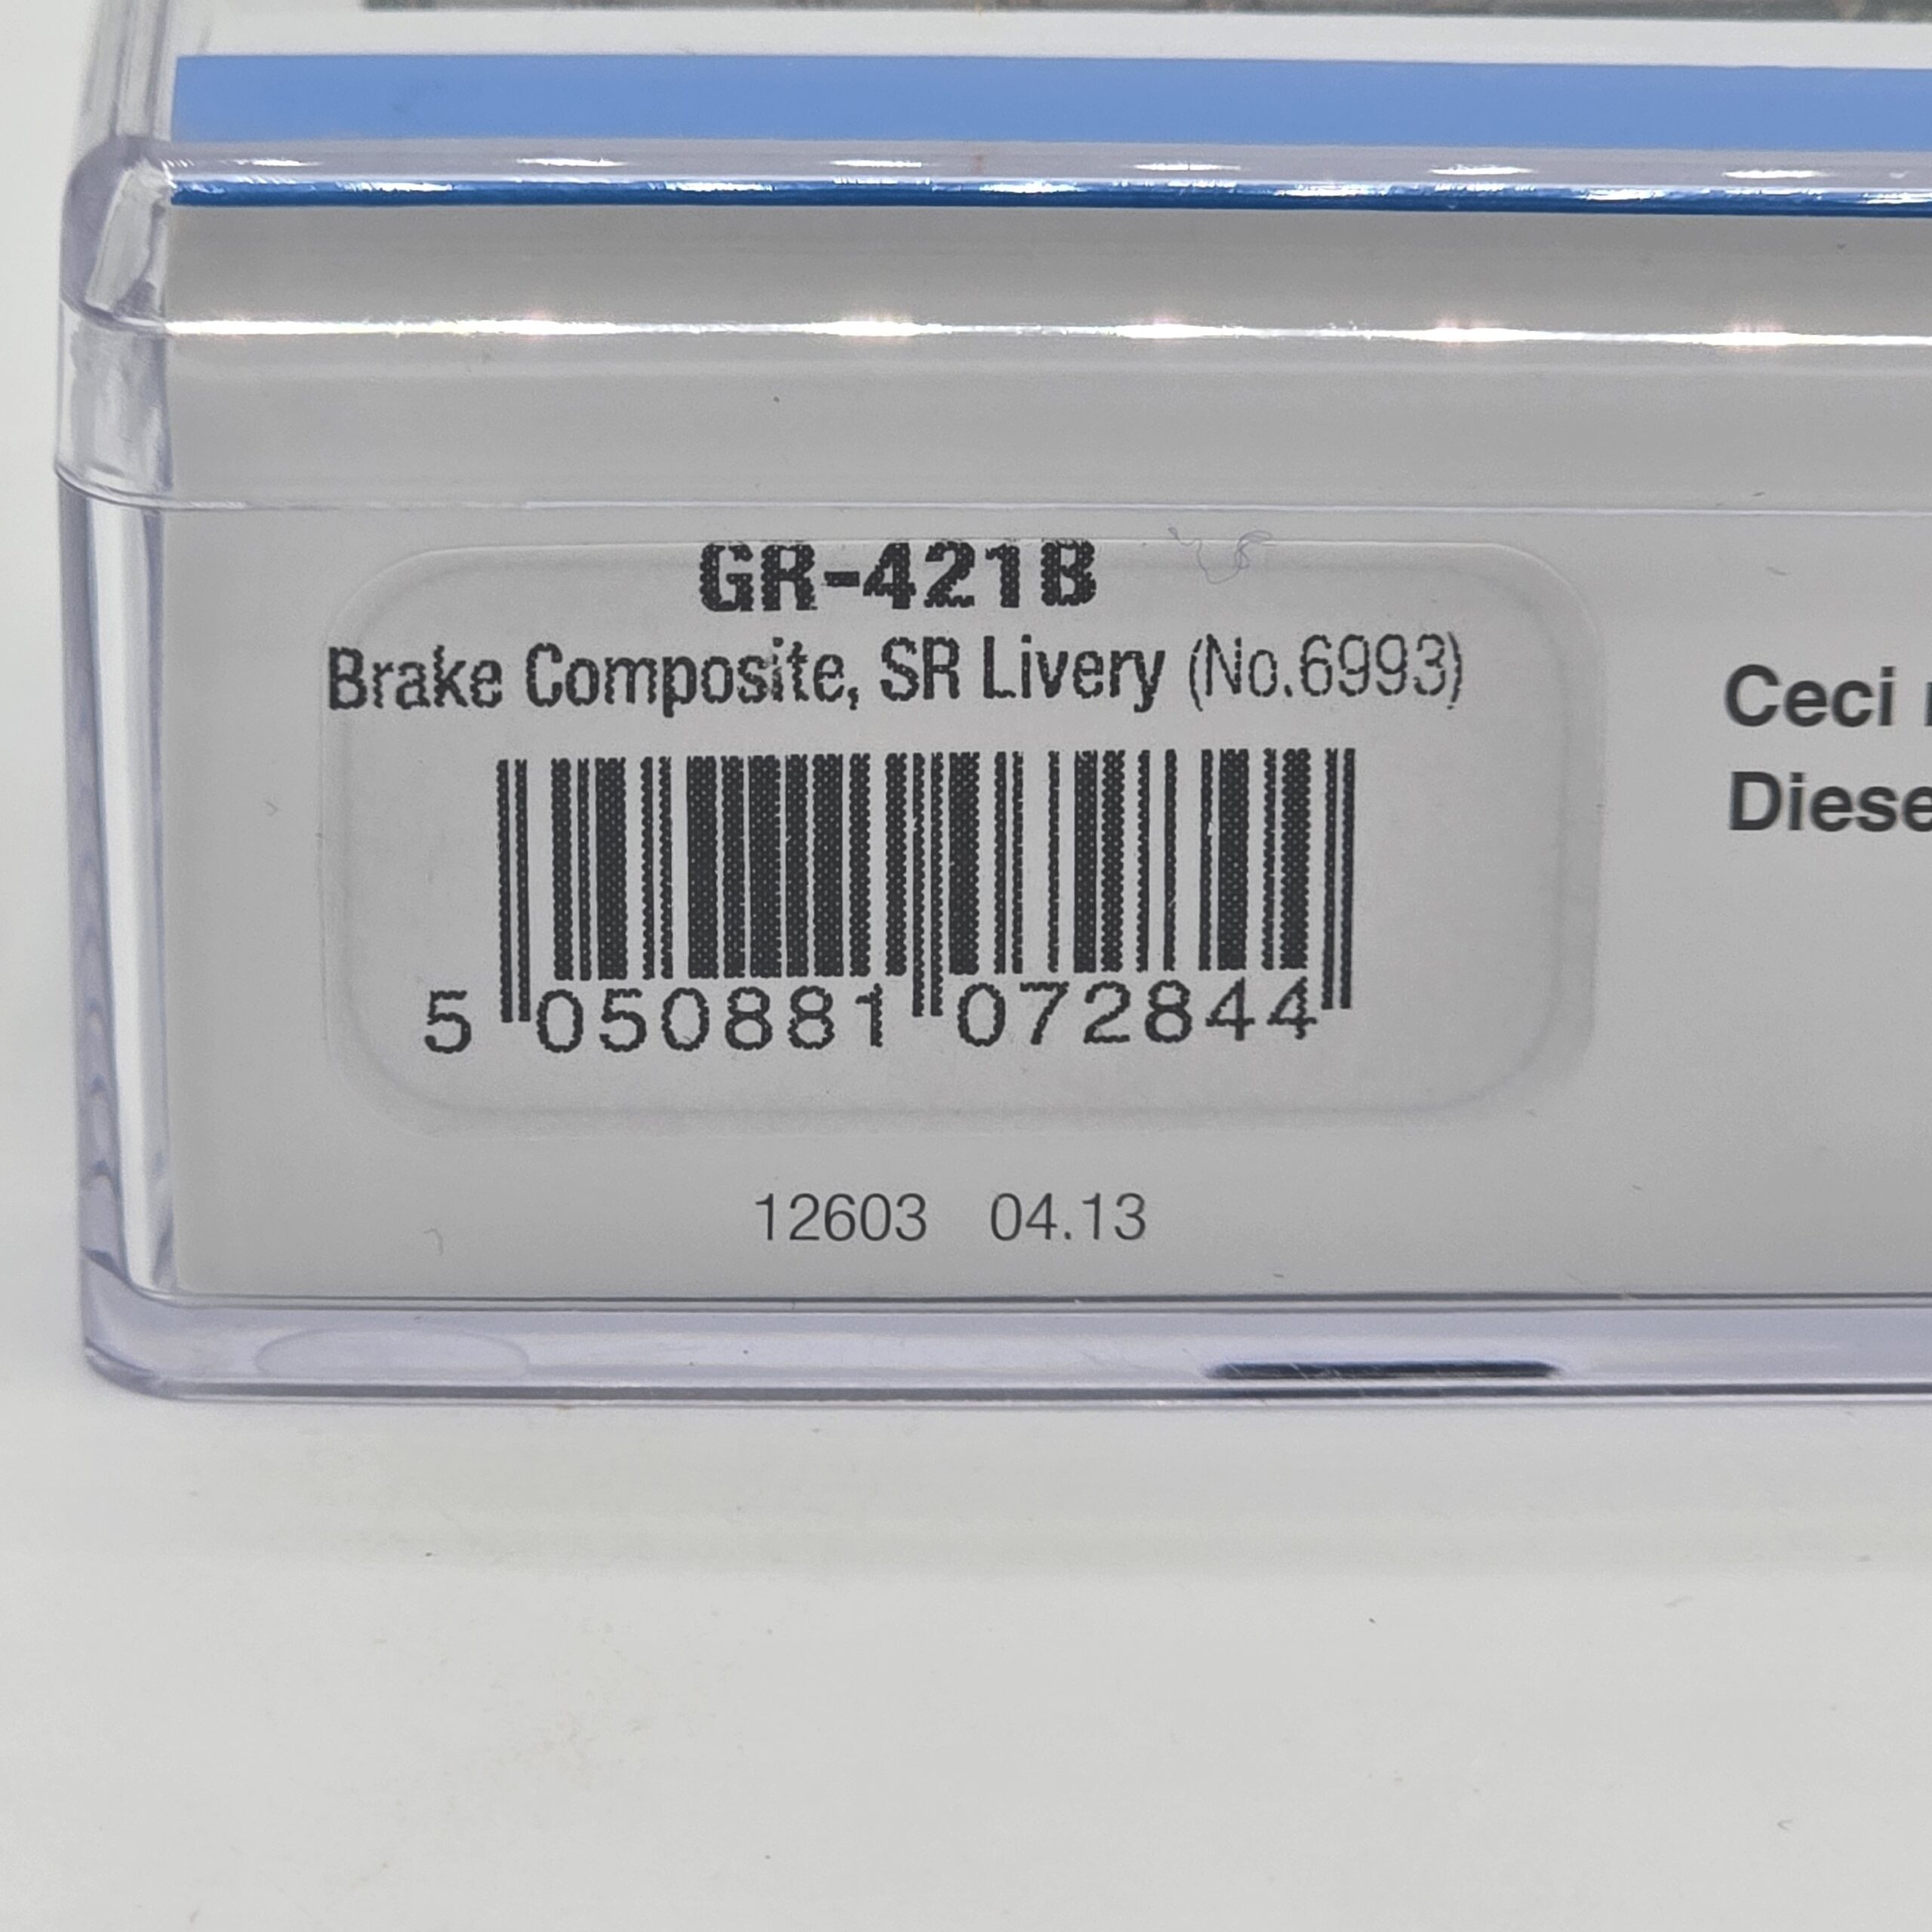 GR-421B
Brake Composite, SR Livery (No.6993)
5 050881 072844
12603 04.13
Ceci
Diese